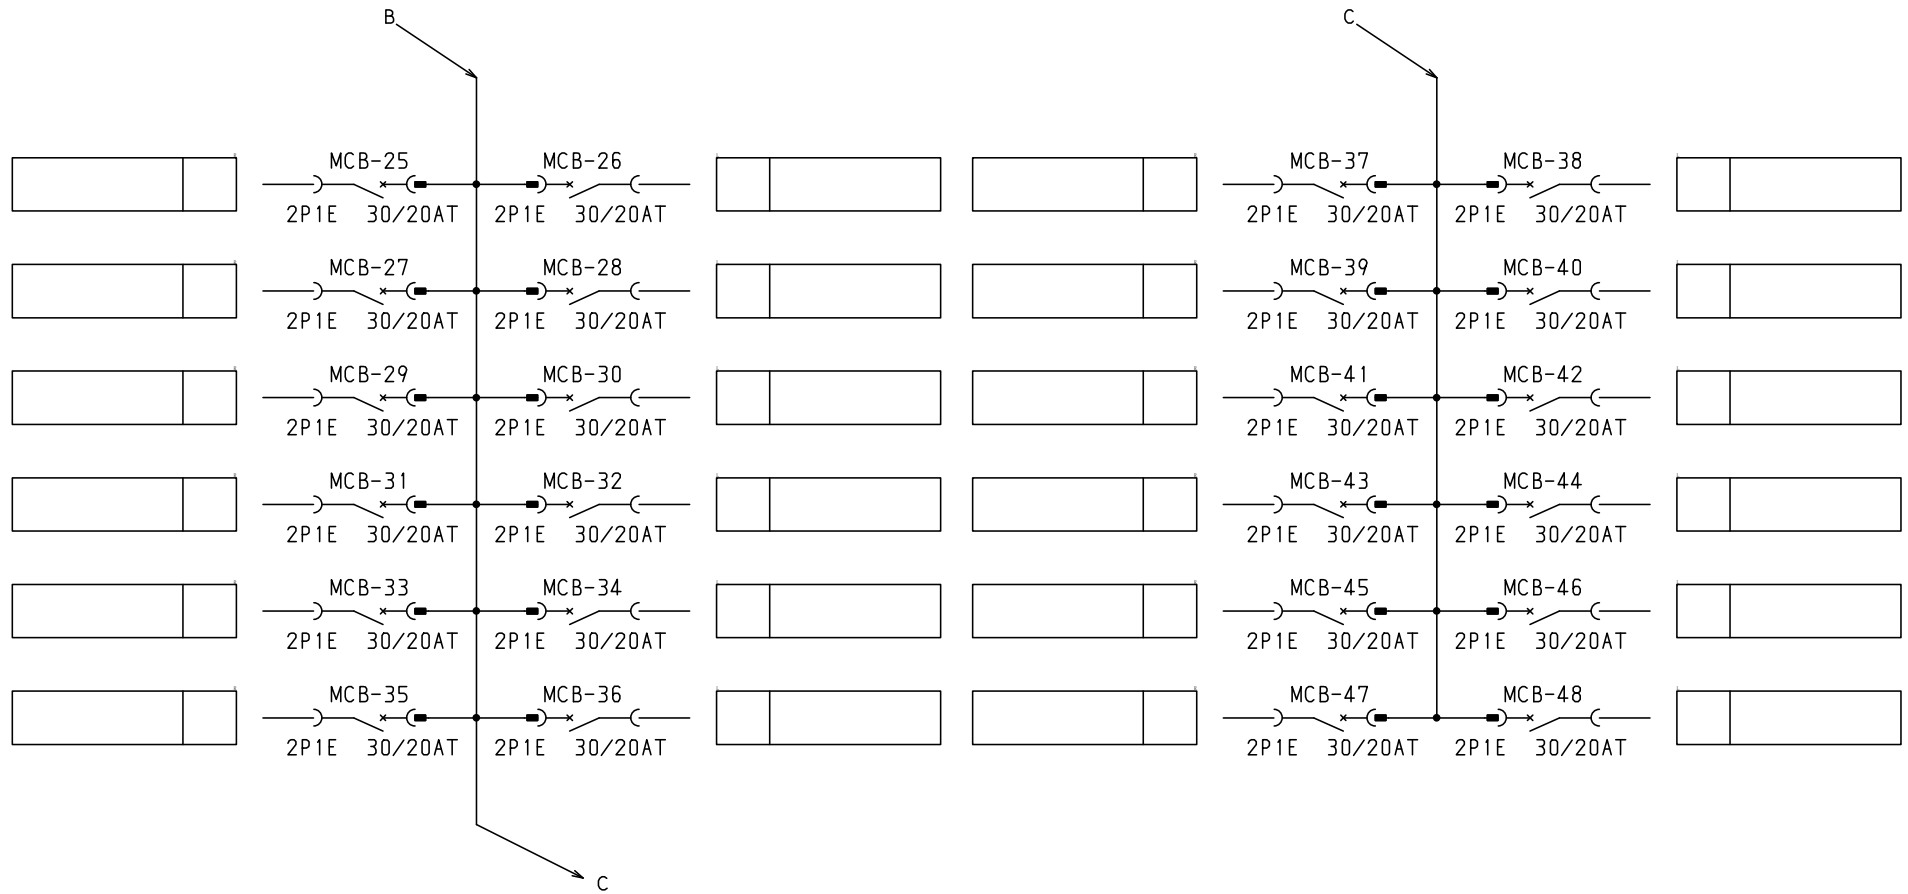 B
C
MCB-25 MCB-26 MCB-37 MCB-38
2P1E 30/20AT 2P1E 30/20AT 2P1E 30/20AT 2P1E 30/20AT
MCB-27 MCB-28 MCB-39 MCB-40
2P1E 30/20AT 2P1E 30/20AT 2P1E 30/20AT 2P1E 30/20AT
MCB-29 MCB-30 MCB-41 MCB-42
2P1E 30/20AT 2P1E 30/20AT 2P1E 30/20AT 2P1E 30/20AT
MCB-31 MCB-32 MCB-43 MCB-44
2P1E 30/20AT 2P1E 30/20AT 2P1E 30/20AT 2P1E 30/20AT
MCB-33 MCB-34 MCB-45 MCB-46
2P1E 30/20AT 2P1E 30/20AT 2P1E 30/20AT 2P1E 30/20AT
MCB-35 MCB-36 MCB-47 MCB-48
2P1E 30/20AT 2P1E 30/20AT 2P1E 30/20AT 2P1E 30/20AT
C